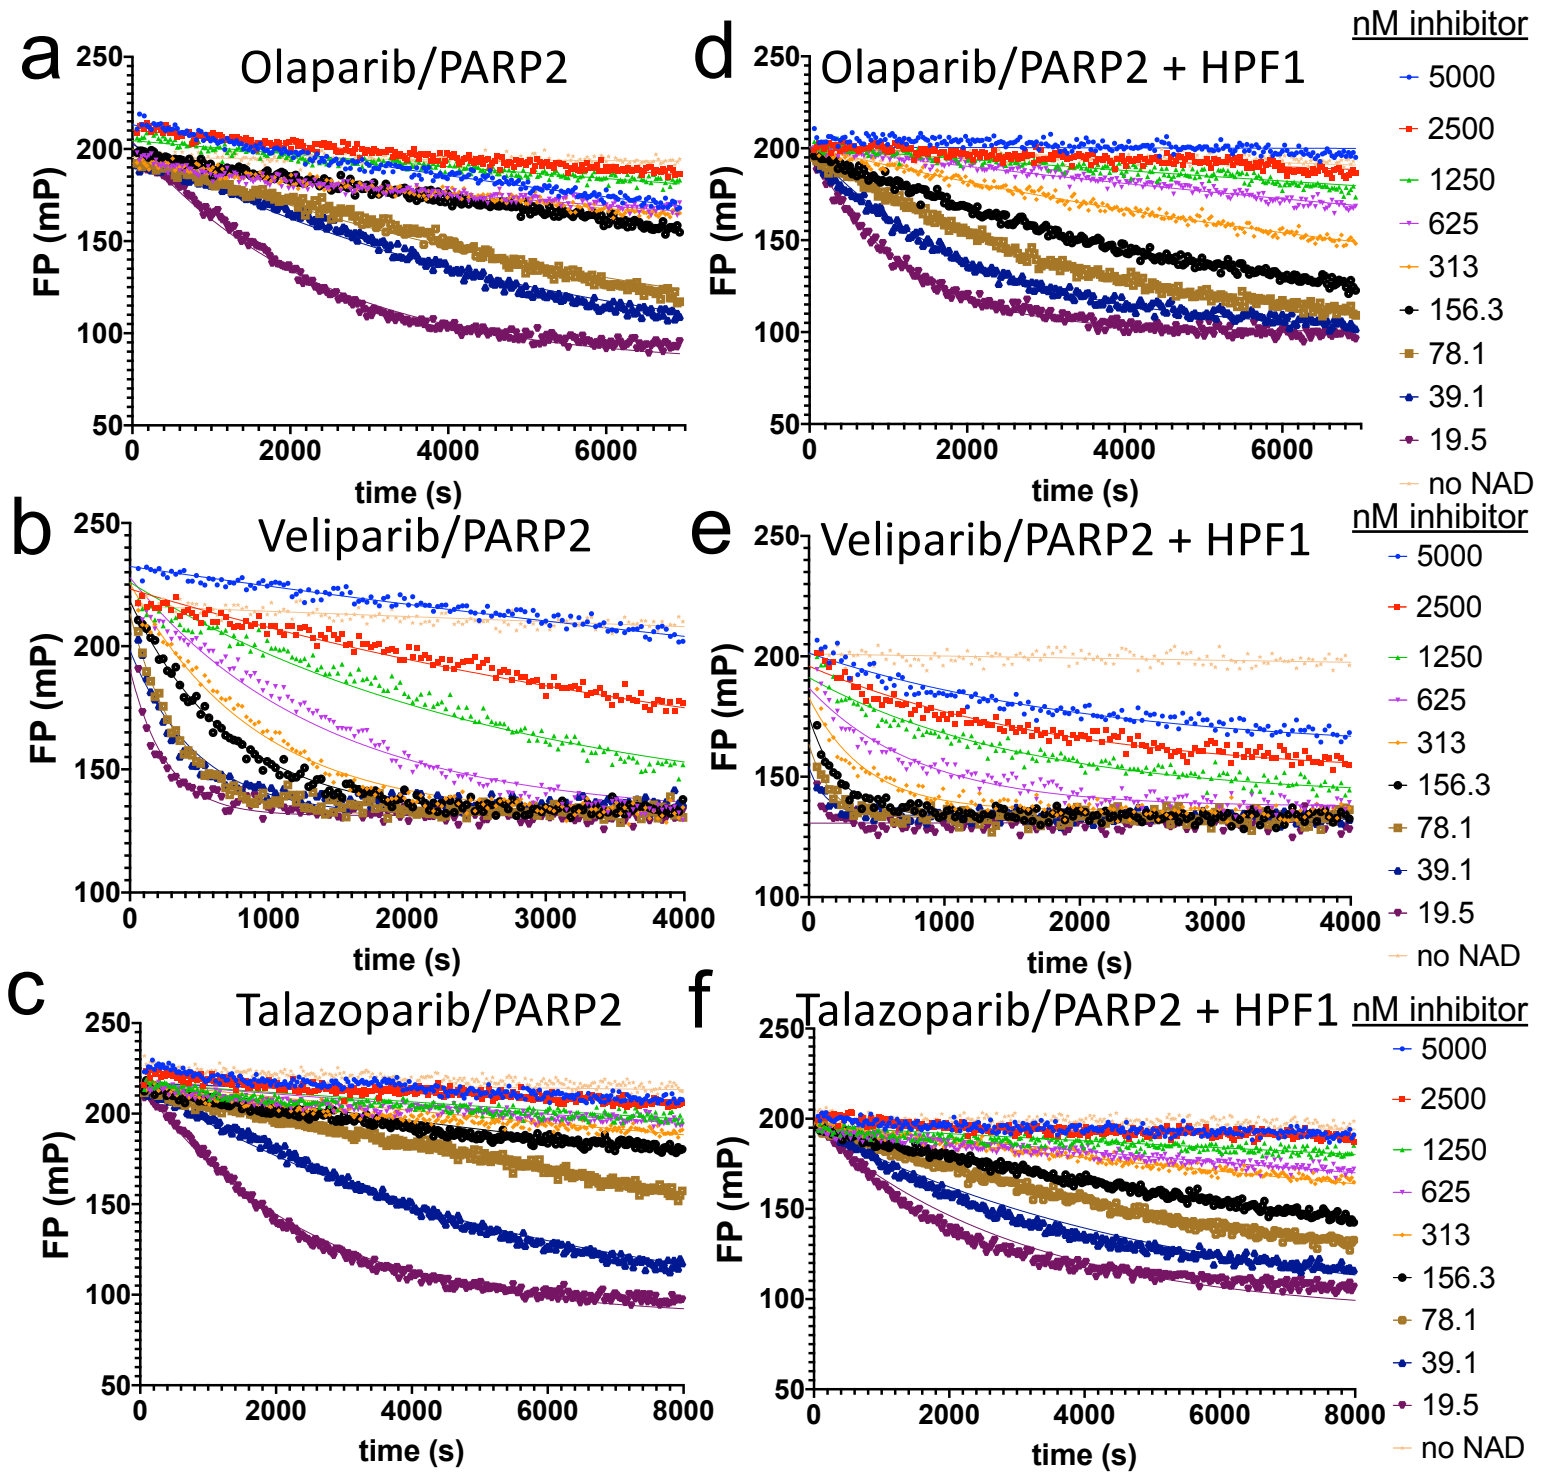 a
Olaparib/PARP2
250
200
150
100
50
FP (mP)
0
2000
4000
6000
time (s)
d
Olaparib/PARP2 + HPF1
250
200
150
100
50
FP (mP)
0
2000
4000
6000
time (s)
nM inhibitor
5000
2500
1250
625
313
156.3
78.1
39.1
19.5
no NAD
b
Veliparib/PARP2
250
200
150
100
FP (mP)
0
1000
2000
3000
4000
time (s)
e
Veliparib/PARP2 + HPF1
250
200
150
100
FP (mP)
0
1000
2000
3000
4000
time (s)
nM inhibitor
5000
2500
1250
625
313
156.3
78.1
39.1
19.5
no NAD
c
Talazoparib/PARP2
250
200
150
100
50
FP (mP)
0
2000
4000
6000
8000
time (s)
f
Talazoparib/PARP2 + HPF1
250
200
150
100
50
FP (mP)
0
2000
4000
6000
8000
time (s)
nM inhibitor
5000
2500
1250
625
313
156.3
78.1
39.1
19.5
no NAD